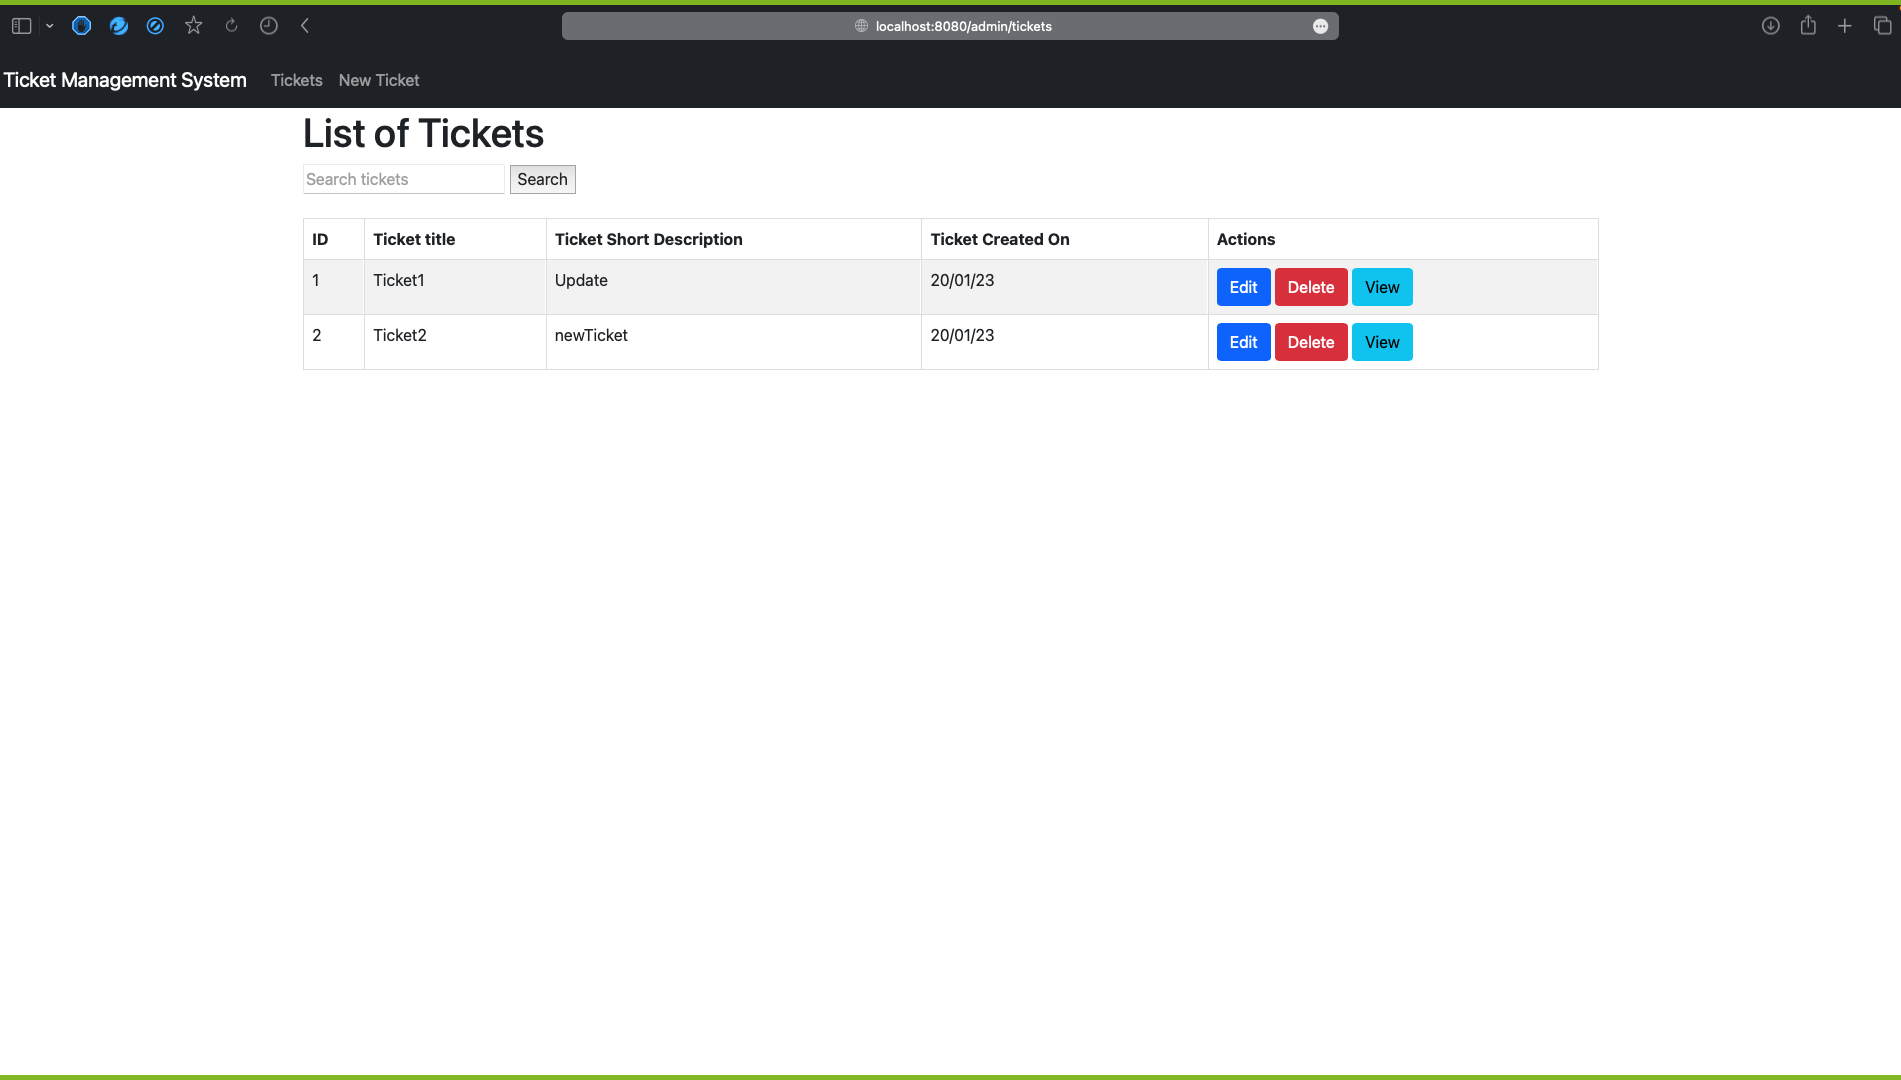 localhost:8080/admin/tickets
Ticket Management System Tickets New Ticket
List of Tickets
Search tickets Search
ID Ticket title Ticket Short Description Ticket Created On Actions
1 Ticket1 Update 20/01/23 Edit Delete View
2 Ticket2 newTicket 20/01/23 Edit Delete View